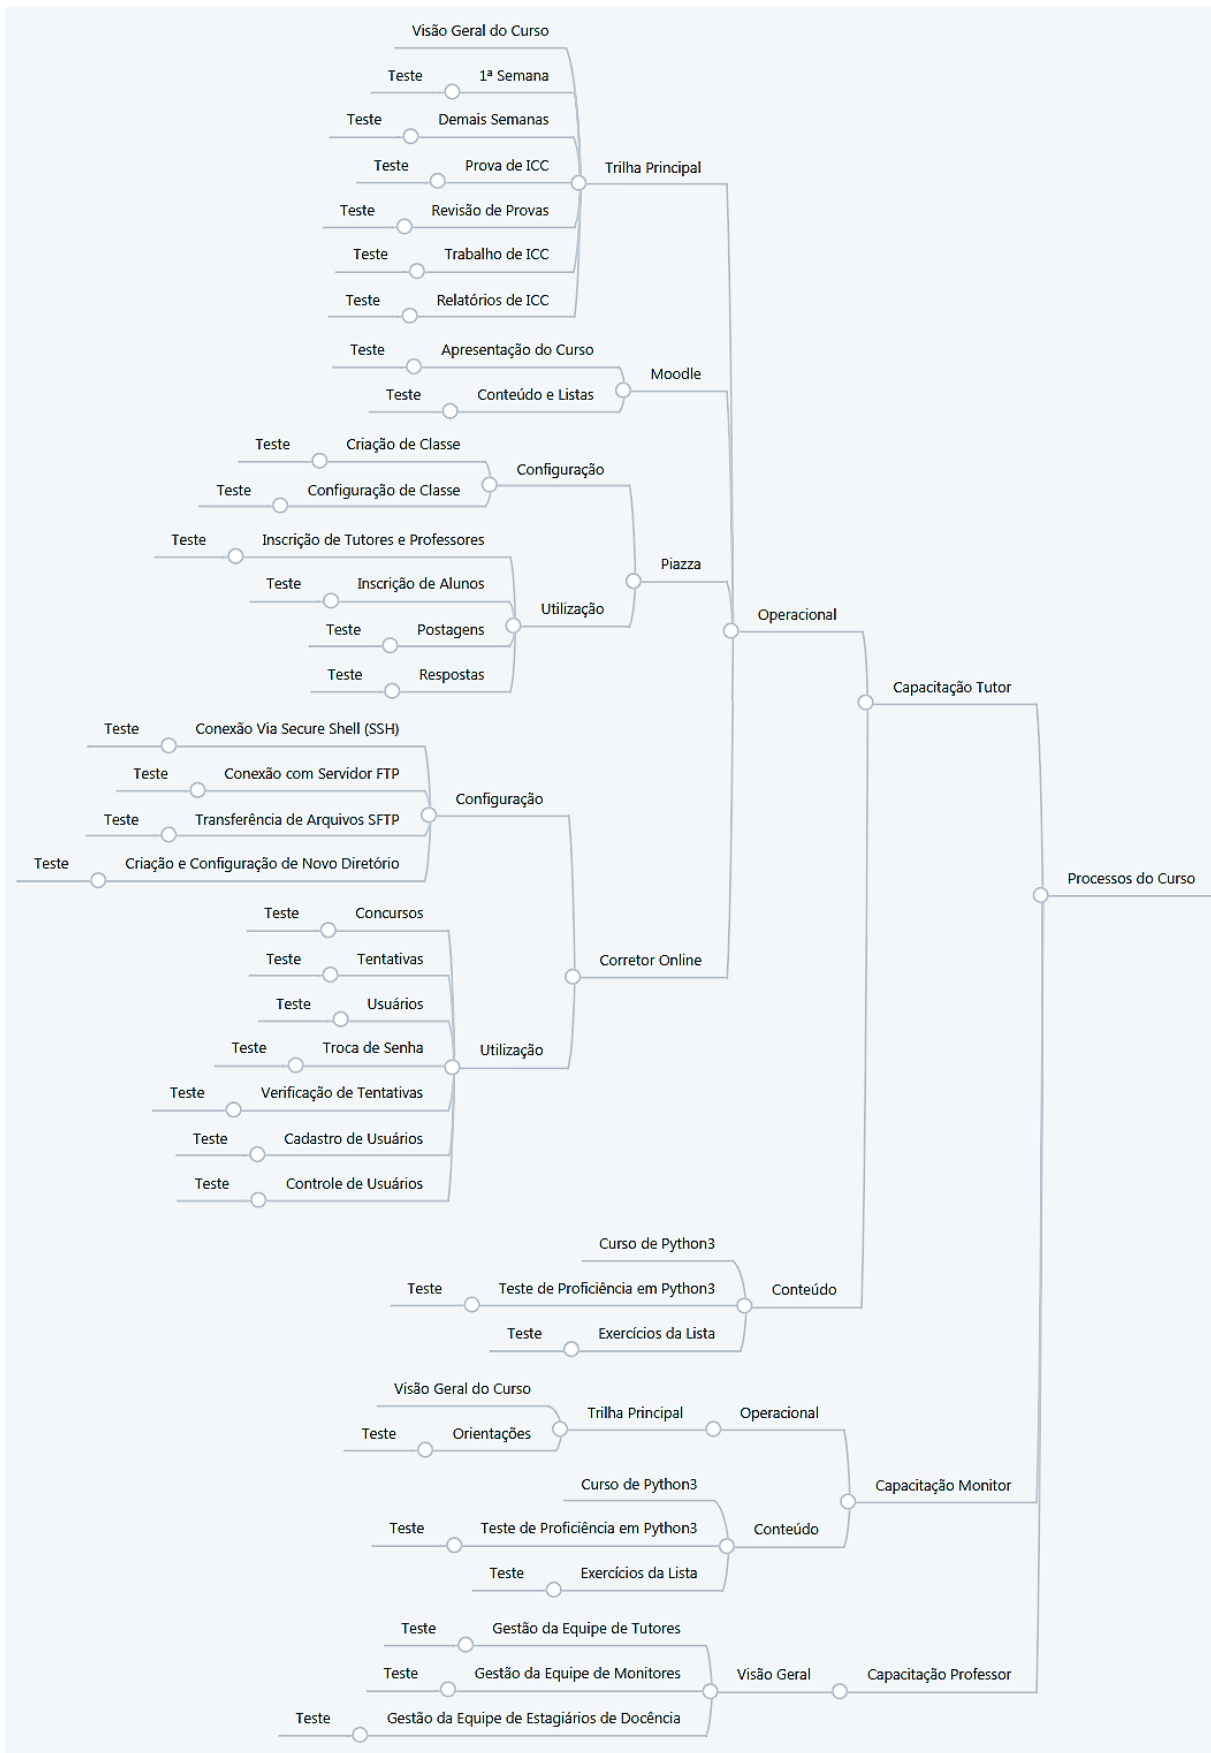 Visão Geral do Curso
Teste 1ª Semana
Teste Demais Semanas
Teste Prova de ICC
Trilha Principal
Teste Revisão de Provas
Teste Trabalho de ICC
Teste Relatórios de ICC
Teste Apresentação do Curso
Moodle
Teste Conteúdo e Listas
Teste Criação de Classe
Configuração
Teste Configuração de Classe
Teste Inscrição de Tutores e Professores
Piazza
Teste Inscrição de Alunos
Utilização
Operacional
Teste Postagens
Teste Respostas
Capacitação Tutor
Teste Conexão Via Secure Shell (SSH)
Teste Conexão com Servidor FTP
Configuração
Teste Transferência de Arquivos SFTP
Teste Criação e Configuração de Novo Diretório
Processos do Curso
Teste Concursos
Teste Tentativas
Corretor Online
Teste Usuários
Teste Troca de Senha
Utilização
Teste Verificação de Tentativas
Teste Cadastro de Usuários
Teste Controle de Usuários
Curso de Python3
Teste Teste de Proficiência em Python3
Conteúdo
Teste Exercícios da Lista
Visão Geral do Curso
Trilha Principal Operacional
Teste Orientações
Curso de Python3
Capacitação Monitor
Teste Teste de Proficiência em Python3
Conteúdo
Teste Exercícios da Lista
Teste Gestão da Equipe de Tutores
Teste Gestão da Equipe de Monitores
Visão Geral Capacitação Professor
Teste Gestão da Equipe de Estagiários de Docência